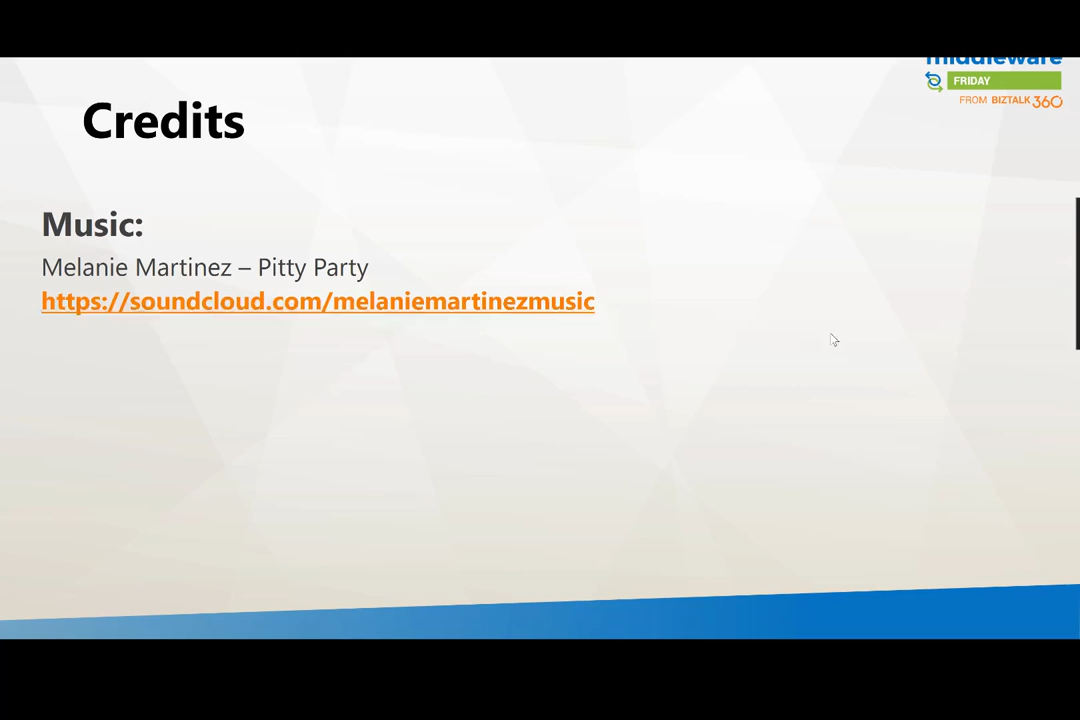 middleware
FRIDAY
FROM BIZTALK 360
Credits
Music:
Melanie Martinez – Pitty Party
https://soundcloud.com/melaniemartinezmusic